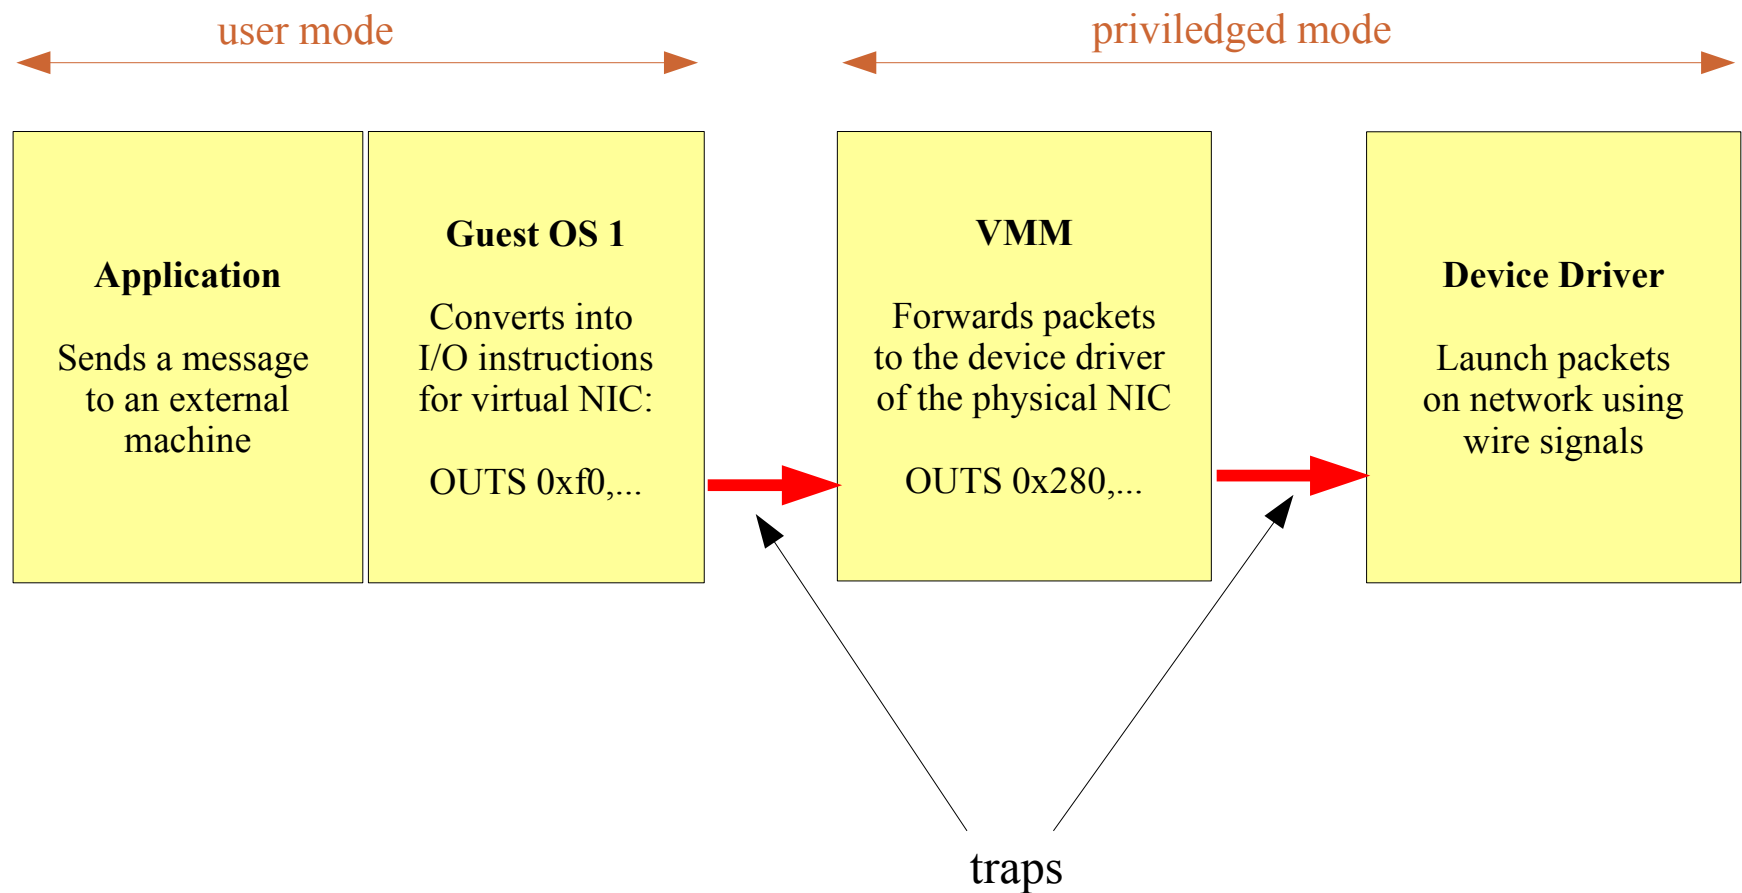 user mode
priviledged mode
Application
Sends a message
to an external
machine
Guest OS 1
Converts into
I/O instructions
for virtual NIC:
OUTS 0xf0,...
VMM
Forwards packets
to the device driver
of the physical NIC
OUTS 0x280,...
Device Driver
Launch packets
on network using
wire signals
traps